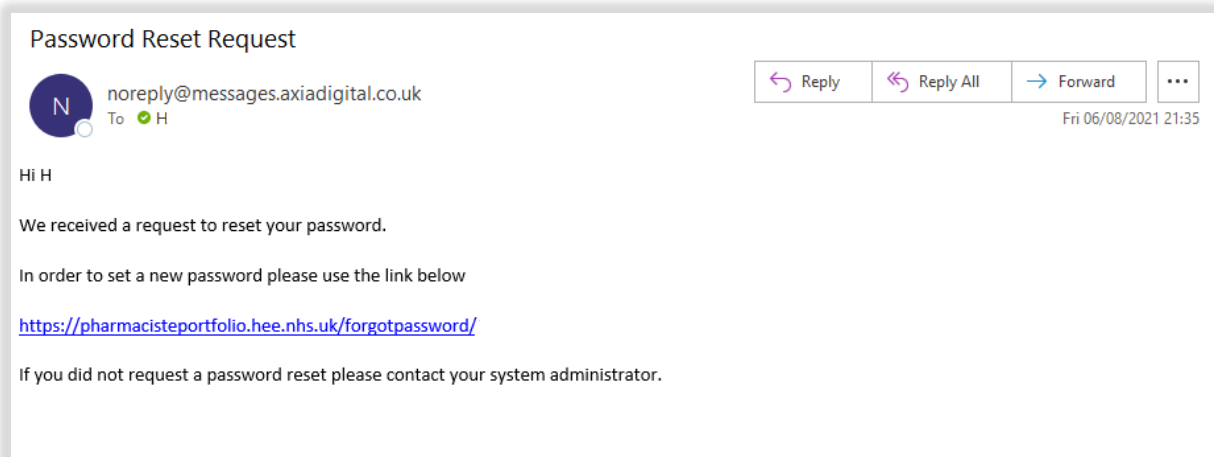 Password Reset Request
N
noreply@messages.axiadigital.co.uk
To H
Reply
Reply All
Forward
Fri 06/08/2021 21:35
Hi H
We received a request to reset your password.
In order to set a new password please use the link below
https://pharmacisteportfolio.hee.nhs.uk/forgotpassword/
If you did not request a password reset please contact your system administrator.